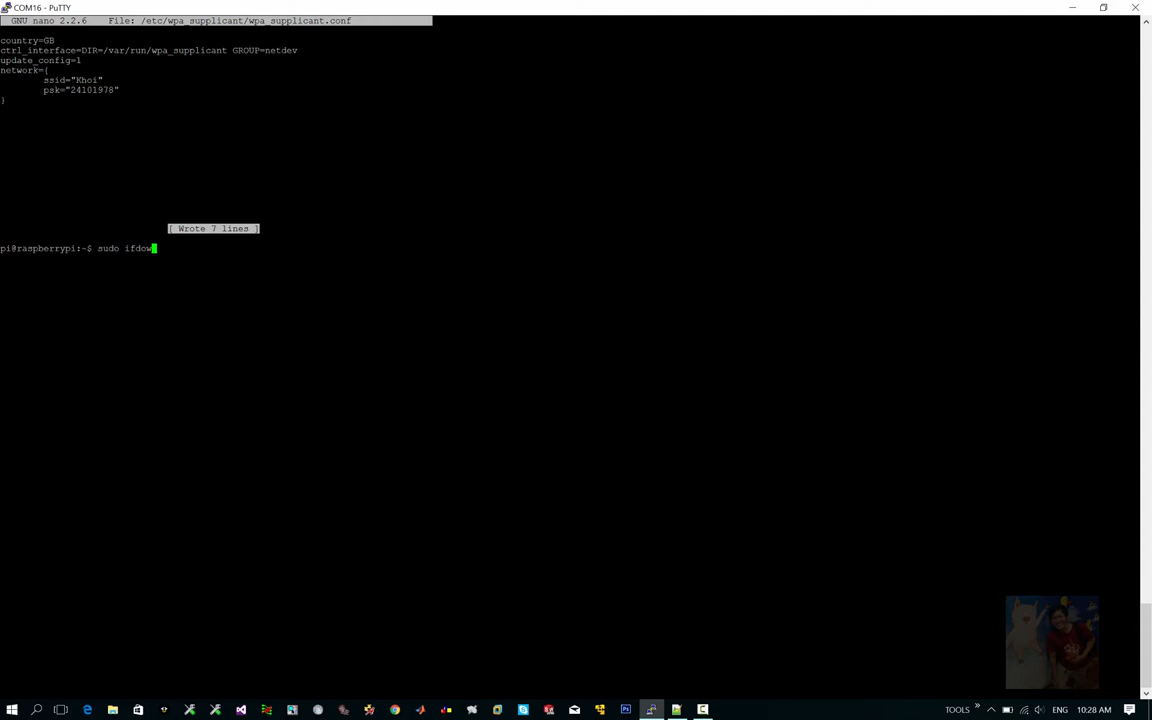 COM16 - PuTTY
GNU nano 2.2.6 File: /etc/wpa_supplicant/wpa_supplicant.conf
country=GB
ctrl_interface=DIR=/var/run/wpa_supplicant GROUP=netdev
update_config=1
network={
ssid="Khoi"
psk="24101978"
}
[ Wrote 7 lines ]
pi@raspberrypi:~$ sudo ifdow
TOOLS » ENG 10:28 AM